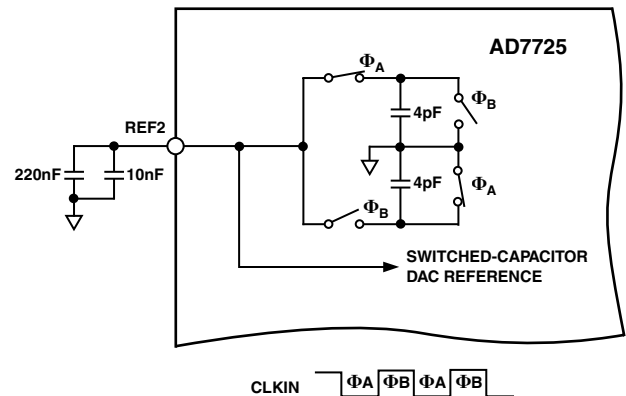 AD7725
ΦA
ΦB
4pF
REF2
220nF
10nF
4pF
ΦA
ΦB
SWITCHED-CAPACITOR
DAC REFERENCE
CLKIN ΦA ΦB ΦA ΦB